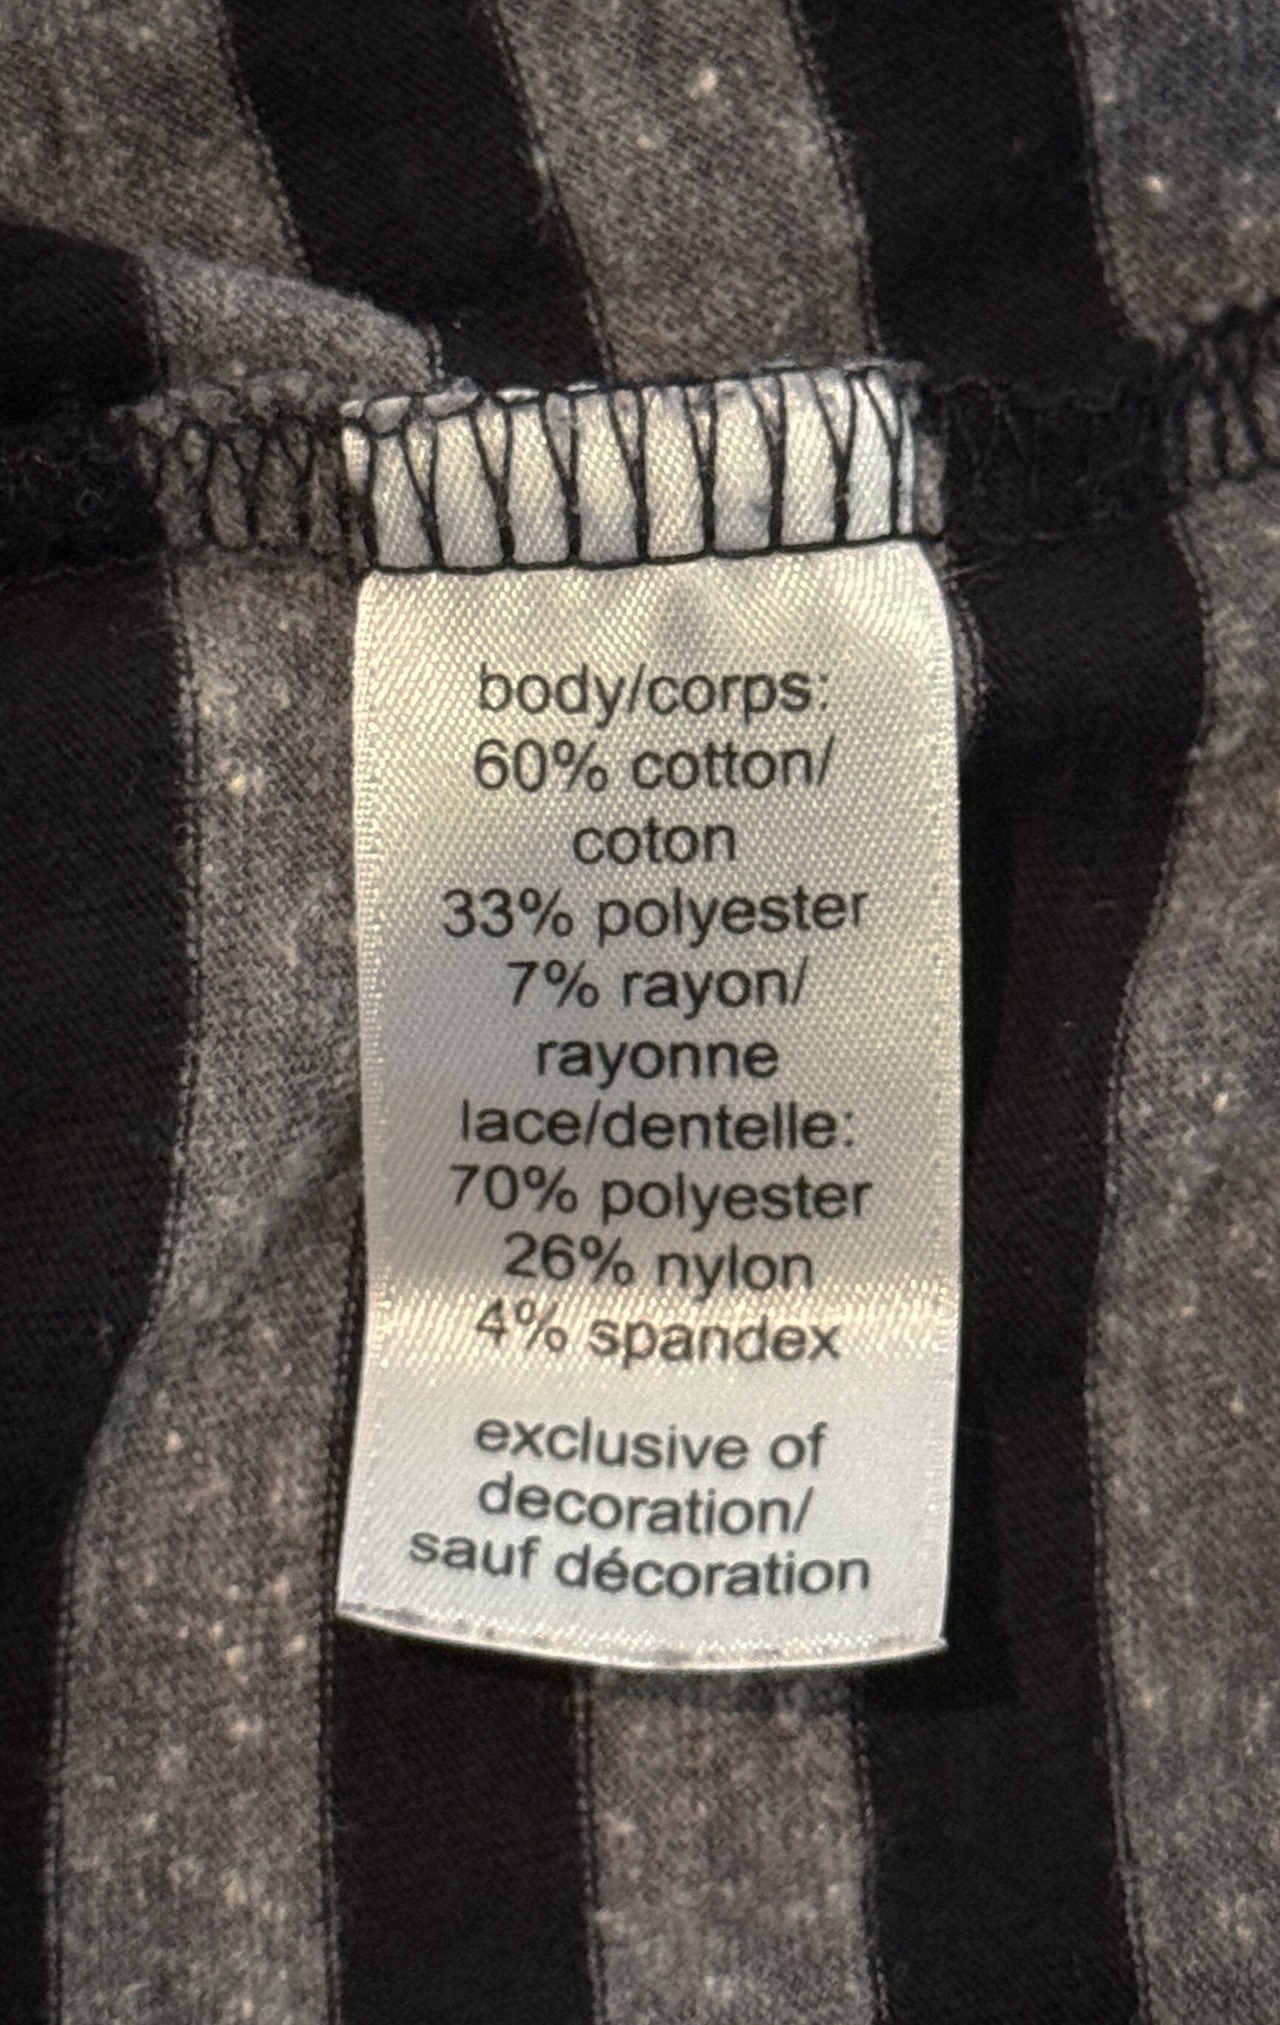 body/corps:
60% cotton/
coton
33% polyester
7% rayon/
rayonne
lace/dentelle:
70% polyester
26% nylon
4% spandex
exclusive of
decoration/
sauf décoration